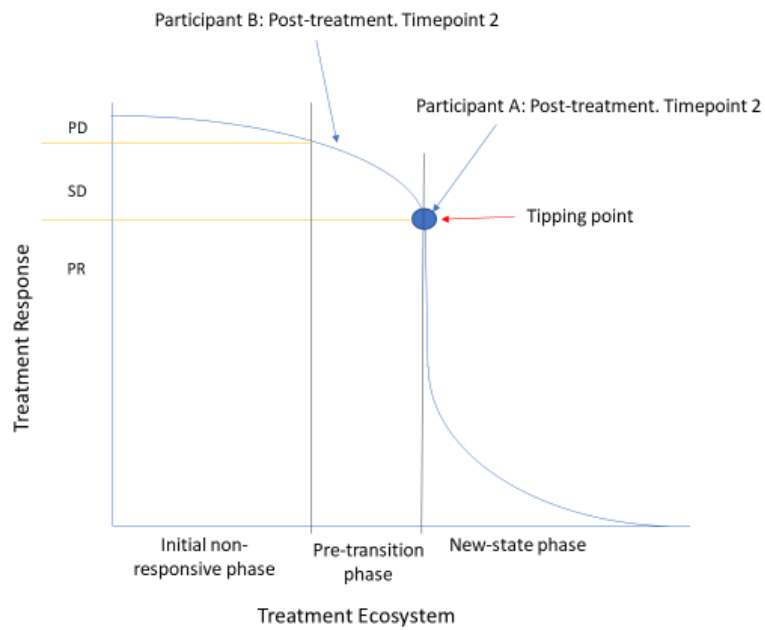 Participant B: Post-treatment. Timepoint 2
Participant A: Post-treatment. Timepoint 2
PD
SD
Tipping point
PR
Treatment Response
Initial non-
responsive phase
Pre-transition
phase
New-state phase
Treatment Ecosystem